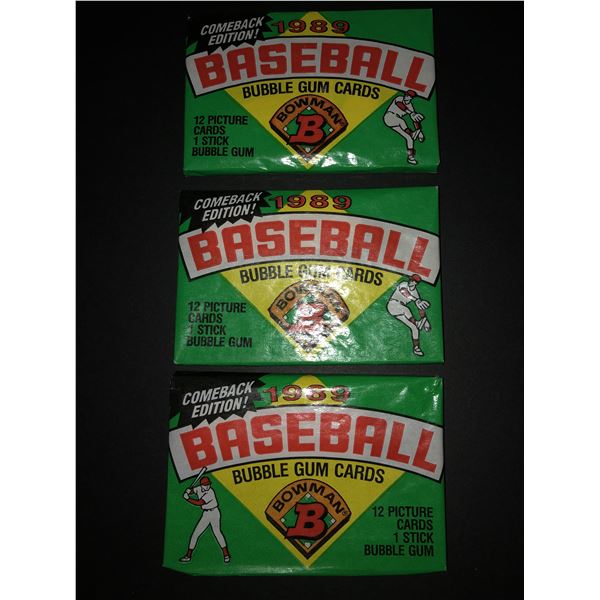 COMEBACK
EDITION!
1989
BASEBALL
BUBBLE GUM CARDS
12 PICTURE
CARDS
1 STICK
BUBBLE GUM
BOWMAN
B
COMEBACK
EDITION!
1989
BASEBALL
BUBBLE GUM CARDS
12 PICTURE
CARDS
1 STICK
BUBBLE GUM
BOWMAN
B
COMEBACK
EDITION!
1989
BASEBALL
BUBBLE GUM CARDS
BOWMAN®
B
12 PICTURE
CARDS
1 STICK
BUBBLE GUM